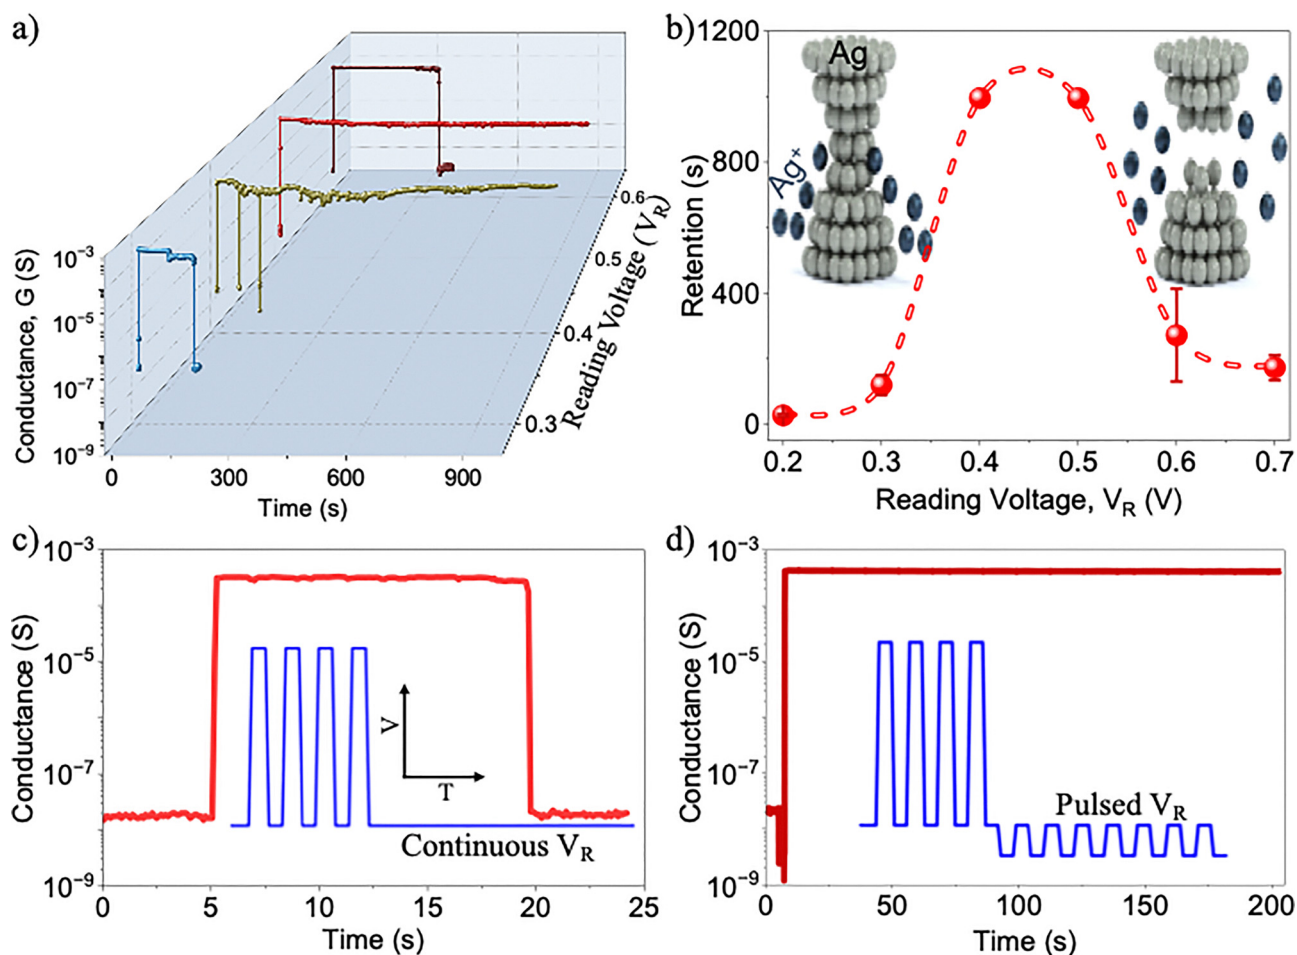 a)
10⁻³
10⁻⁵
10⁻⁷
10⁻⁹
Conductance, G (S)
0 300 600 900
Time (s)
0.3
0.4
0.5
0.6
Reading Voltage (V_R)
b)
1200
800
400
0
Retention (s)
Ag
Ag⁺
0.2 0.3 0.4 0.5 0.6 0.7
Reading Voltage, V_R (V)
c)
10⁻³
10⁻⁵
10⁻⁷
10⁻⁹
Conductance (S)
V
T
Continuous V_R
0 5 10 15 20 25
Time (s)
d)
10⁻³
10⁻⁵
10⁻⁷
10⁻⁹
Conductance (S)
Pulsed V_R
0 50 100 150 200
Time (s)